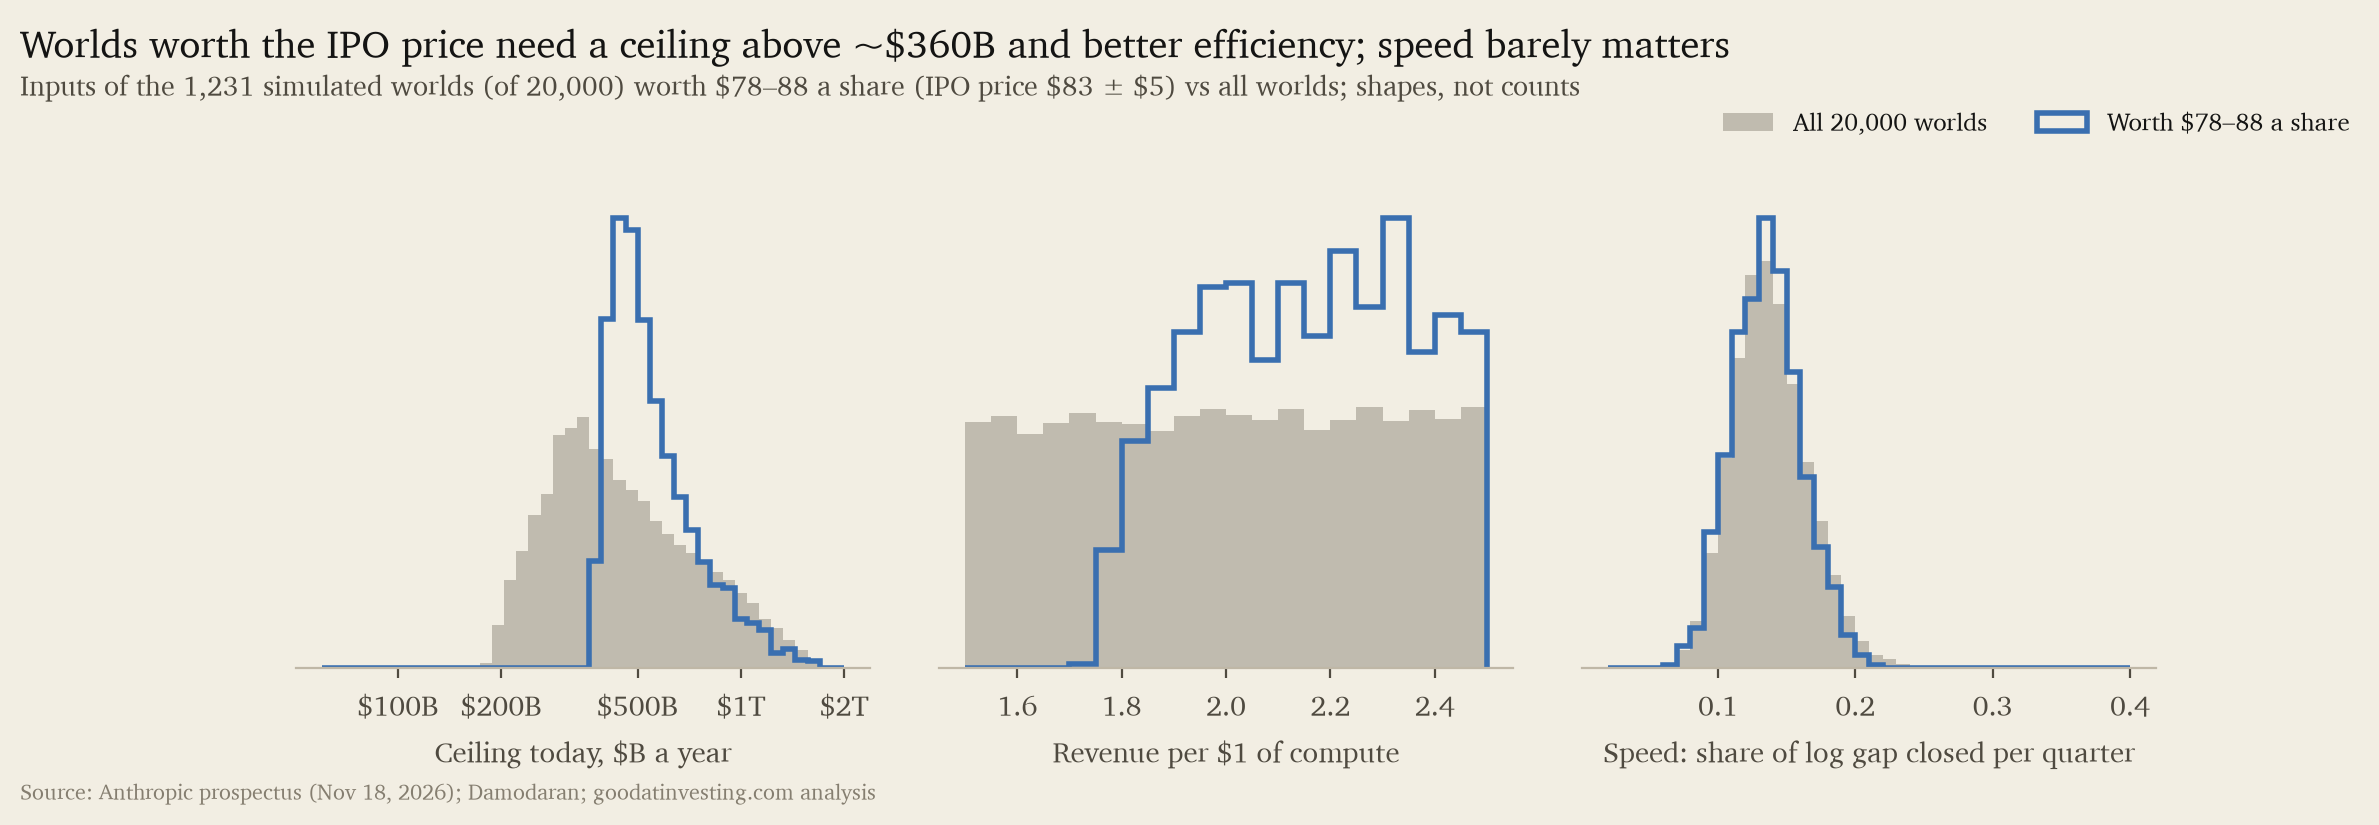 Worlds worth the IPO price need a ceiling above ~$360B and better efficiency; speed barely matters
Inputs of the 1,231 simulated worlds (of 20,000) worth $78–88 a share (IPO price $83 ± $5) vs all worlds; shapes, not counts
All 20,000 worlds
Worth $78–88 a share
$100B $200B $500B $1T $2T
Ceiling today, $B a year
1.6 1.8 2.0 2.2 2.4
Revenue per $1 of compute
0.1 0.2 0.3 0.4
Speed: share of log gap closed per quarter
Source: Anthropic prospectus (Nov 18, 2026); Damodaran; goodatinvesting.com analysis